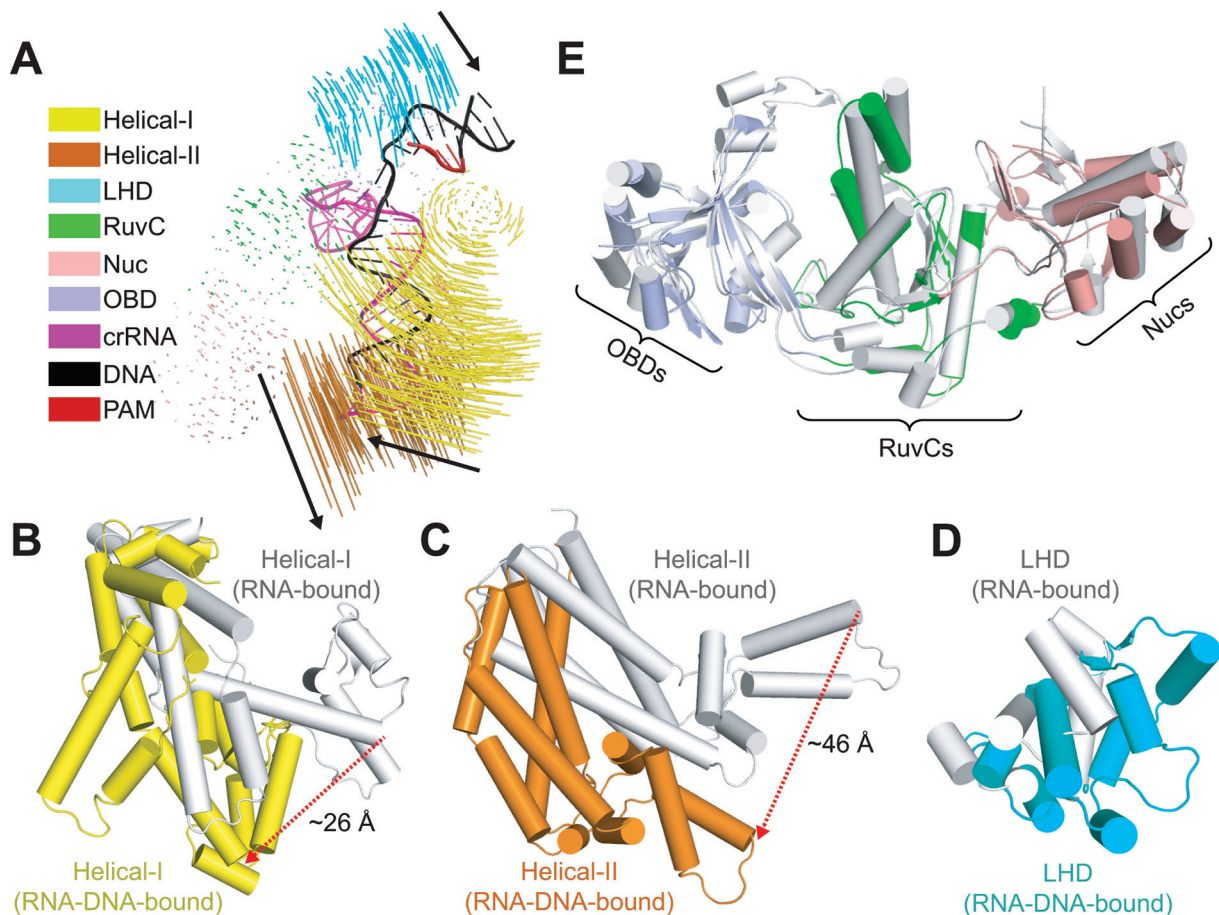 A
Helical-I
Helical-II
LHD
RuvC
Nuc
OBD
crRNA
DNA
PAM
E
OBDs
RuvCs
Nucs
B
Helical-I
(RNA-bound)
~26 Å
Helical-I
(RNA-DNA-bound)
C
Helical-II
(RNA-bound)
~46 Å
Helical-II
(RNA-DNA-bound)
D
LHD
(RNA-bound)
LHD
(RNA-DNA-bound)